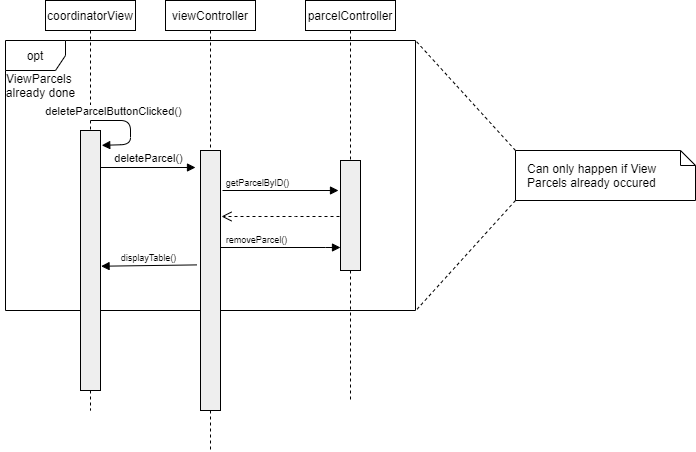 coordinatorView
viewController
parcelController
opt
ViewParcels
already done
deleteParcelButtonClicked()
deleteParcel()
getParcelByID()
removeParcel()
displayTable()
Can only happen if View
Parcels already occured